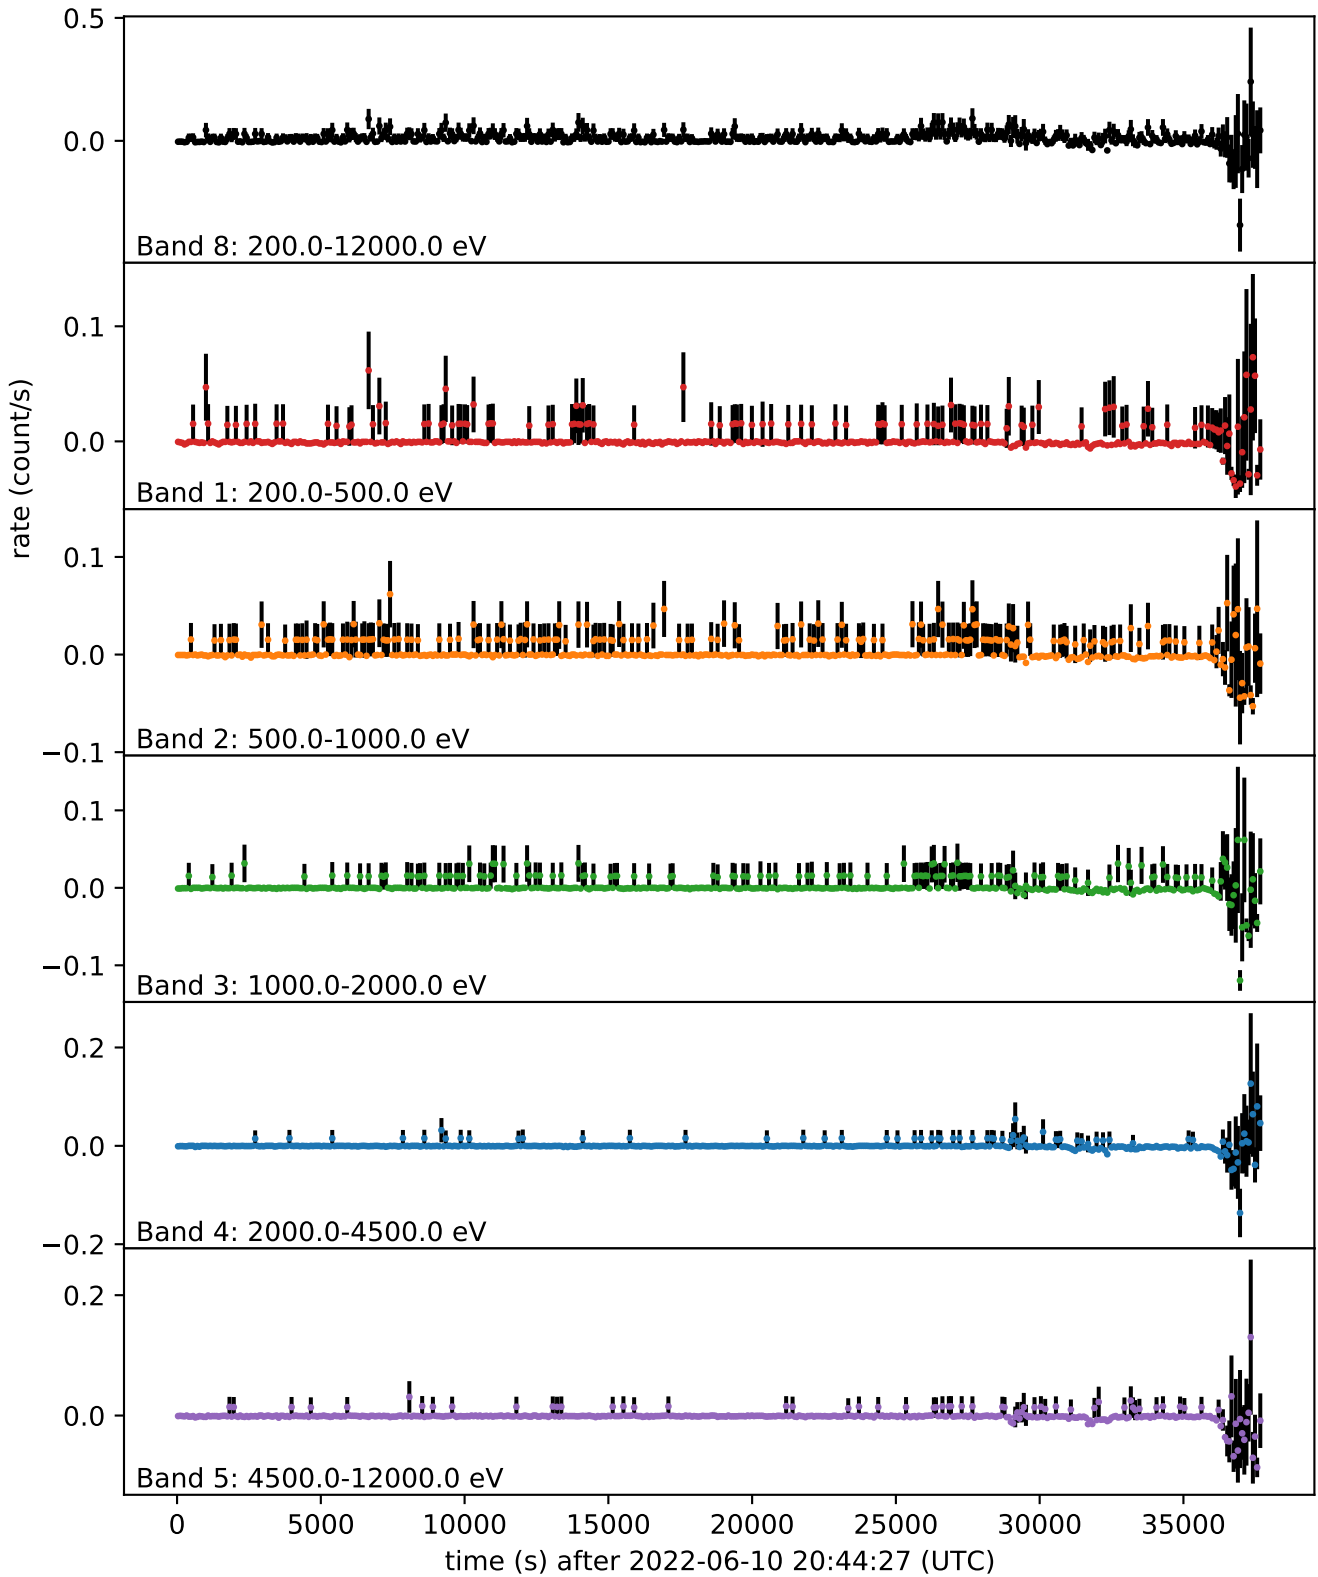 0.5
0.0
Band 8: 200.0-12000.0 eV
0.1
0.0
Band 1: 200.0-500.0 eV
rate (count/s)
0.1
0.0
−0.1
Band 2: 500.0-1000.0 eV
0.1
0.0
−0.1
Band 3: 1000.0-2000.0 eV
0.2
0.0
−0.2
Band 4: 2000.0-4500.0 eV
0.2
0.0
Band 5: 4500.0-12000.0 eV
0 5000 10000 15000 20000 25000 30000 35000
time (s) after 2022-06-10 20:44:27 (UTC)